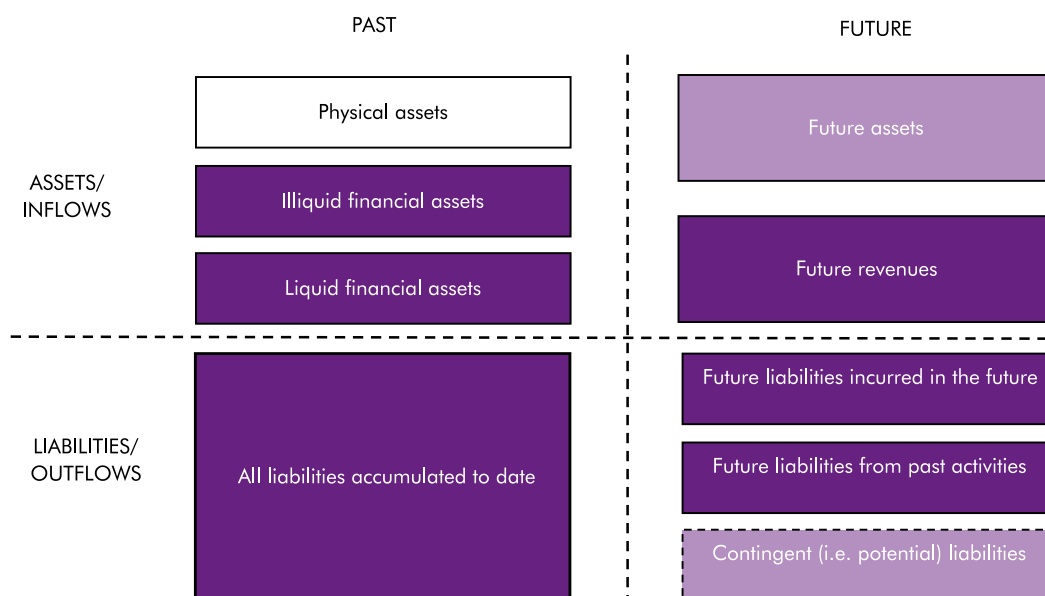 PAST
FUTURE
Physical assets
Future assets
ASSETS/
INFLOWS
Illiquid financial assets
Liquid financial assets
Future revenues
LIABILITIES/
OUTFLOWS
All liabilities accumulated to date
Future liabilities incurred in the future
Future liabilities from past activities
Contingent (i.e. potential) liabilities